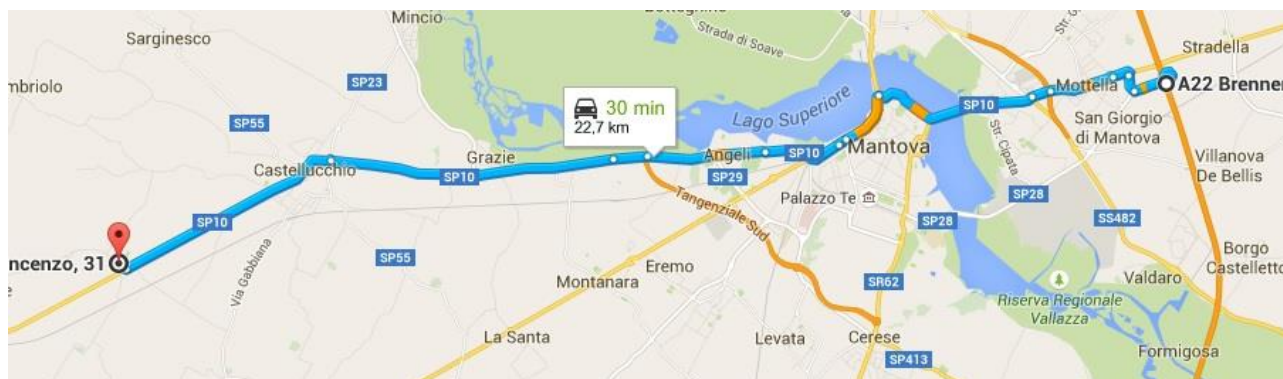 Mincio
Strada di Soave
Str. G
Stradella
Sarginesco
SP23
mbriolo
30 min
22,7 km
Lago Superiore
Mottella
A22 Brenner
SP10
SP55
San Giorgio
di Mantova
Castellucchio
Grazie
Angeli
SP10
Mantova
Str. Cipata
Villanova
De Bellis
SP10
SP29
Palazzo Te
SP28
SP10
Tangenziale Sud
SP28
SS482
ncenzo, 31
SP55
Via Gabbiana
Eremo
Montanara
SR62
Riserva Regionale
Vallazza
Valdaro
Borgo
Castelletto
La Santa
Levata
Cerese
SP413
Formigosa